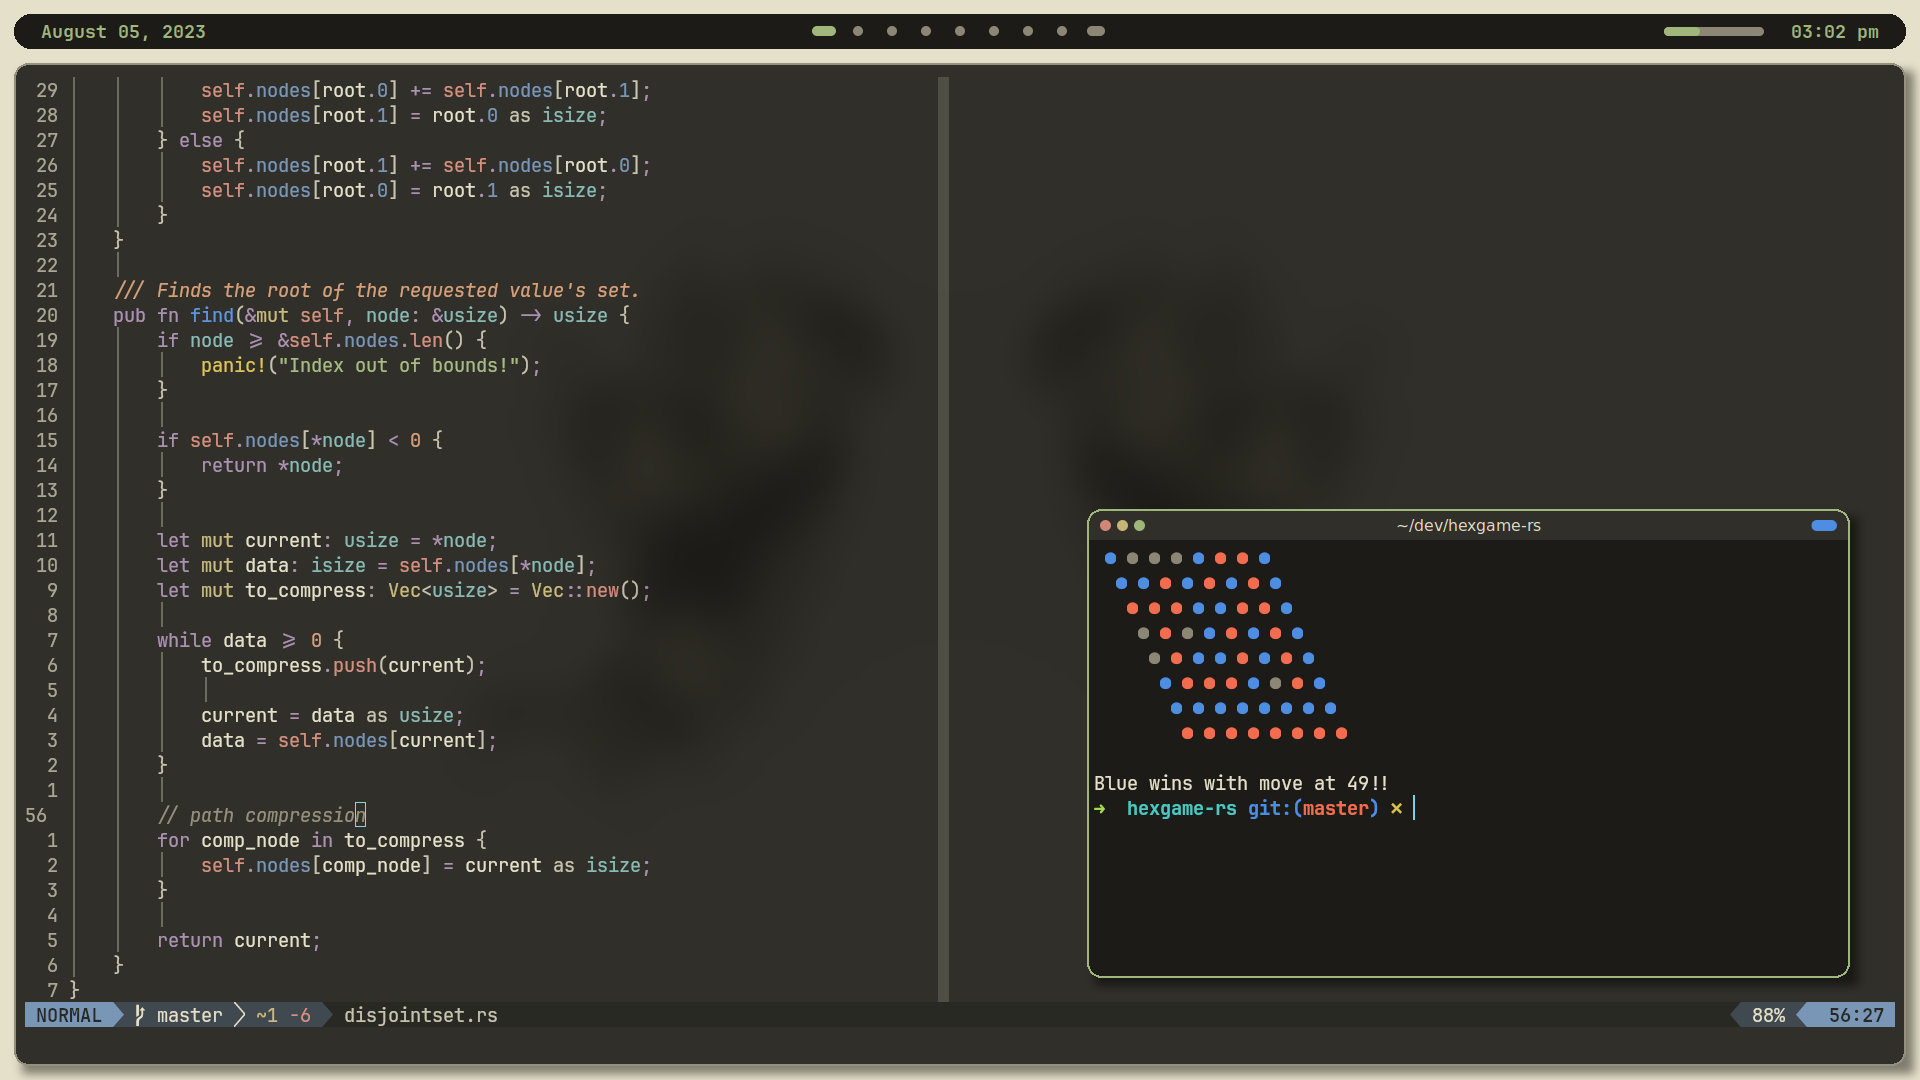 August 05, 2023
03:02 pm
29 self.nodes[root.0] += self.nodes[root.1];
28 self.nodes[root.1] = root.0 as isize;
27 } else {
26 self.nodes[root.1] += self.nodes[root.0];
25 self.nodes[root.0] = root.1 as isize;
24 }
23 }
22
21 /// Finds the root of the requested value's set.
20 pub fn find(&mut self, node: &usize) -> usize {
19 if node >= &self.nodes.len() {
18 panic!("Index out of bounds!");
17 }
16
15 if self.nodes[*node] < 0 {
14 return *node;
13 }
12
11 let mut current: usize = *node;
10 let mut data: isize = self.nodes[*node];
9 let mut to_compress: Vec<usize> = Vec::new();
8
7 while data >= 0 {
6 to_compress.push(current);
5
4 current = data as usize;
3 data = self.nodes[current];
2 }
1
56 // path compression
1 for comp_node in to_compress {
2 self.nodes[comp_node] = current as isize;
3 }
4
5 return current;
6 }
7 }
NORMAL master ~1 -6 disjointset.rs 88% 56:27
~/dev/hexgame-rs
Blue wins with move at 49!!
➜ hexgame-rs git:(master) ✗